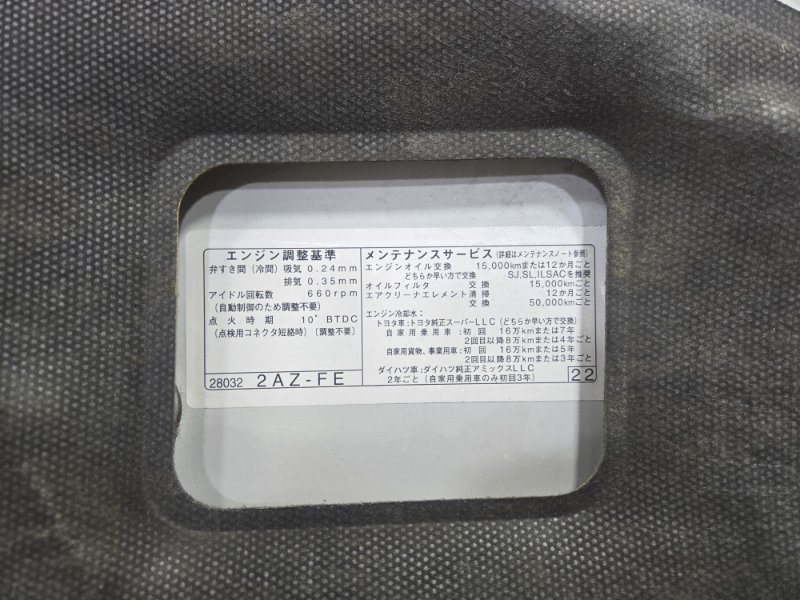 エンジン調整基準
弁すき間(冷間)吸気 0.24mm
排気 0.35mm
アイドル回転数 660rpm
(自動制御のため調整不要)
点火時期 10°BTDC
(点検用コネクタ短絡時)〔調整不要〕
28032 2AZ-FE
メンテナンスサービス(詳細はメンテナンスノート参照)
エンジンオイル交換 15,000kmまたは12か月ごと
どちらか早い方で交換 SJ,SL,ILSACを推奨
オイルフィルタ 交換 15,000kmごと
エアクリーナエレメント清掃 12か月ごと
交換 50,000kmごと
エンジン冷却水:
トヨタ車:トヨタ純正スーパーLLC(どちらか早い方で交換)
自家用乗用車:初回 16万kmまたは7年
2回目以降8万kmまたは4年ごと
自家用貨物、事業用車:初回 16万kmまたは5年
2回目以降8万kmまたは3年ごと
ダイハツ車:ダイハツ純正アミックスLLC
2年ごと(自家用乗用車のみ初回3年)
22